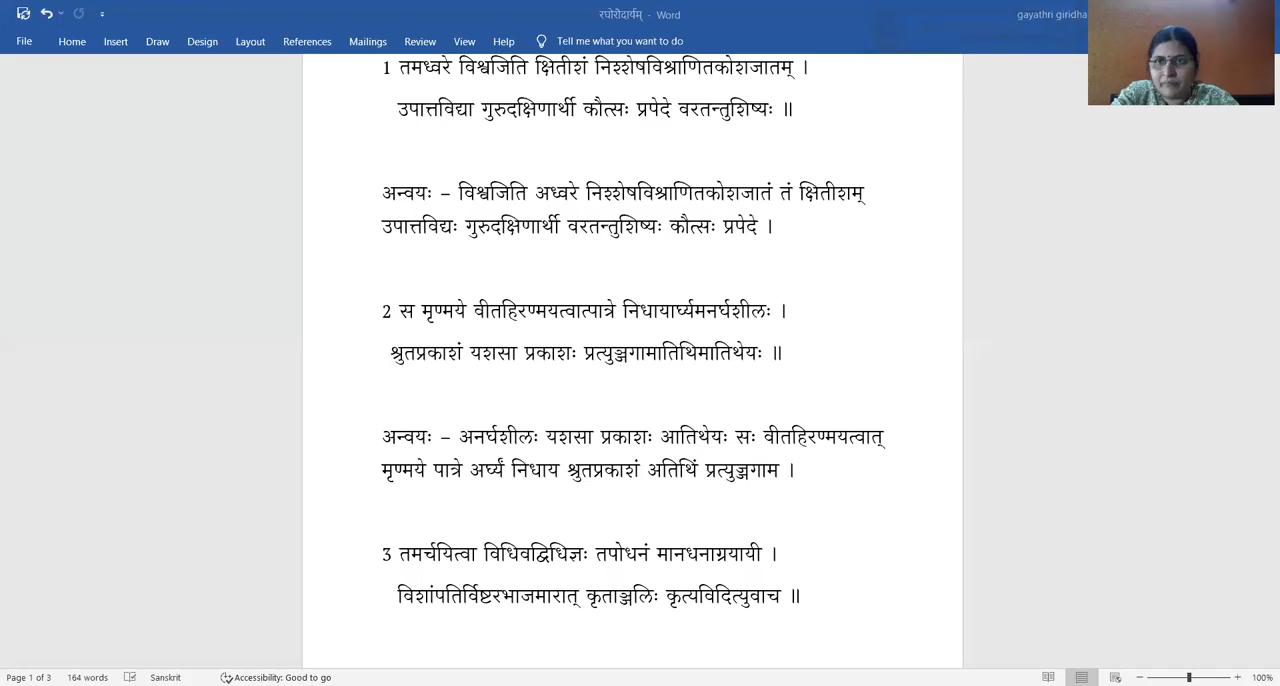 रघोरौदार्यम् - Word
gayathri giridha
File Home Insert Draw Design Layout References Mailings Review View Help Tell me what you want to do
1 तमध्वरे विश्वजिति क्षितीशं निश्शेषविश्राणितकोशजातम् ।
उपात्तविद्या गुरुदक्षिणार्थी कौत्सः प्रपेदे वरतन्तुशिष्यः ॥
अन्वयः – विश्वजिति अध्वरे निश्शेषविश्राणितकोशजातं तं क्षितीशम्
उपात्तविद्यः गुरुदक्षिणार्थी वरतन्तुशिष्यः कौत्सः प्रपेदे ।
2 स मृण्मये वीतहिरण्मयत्वात्पात्रे निधायार्घ्यमनर्घशीलः ।
श्रुतप्रकाशं यशसा प्रकाशः प्रत्युञ्जगामातिथिमातिथेयः ॥
अन्वयः – अनर्घशीलः यशसा प्रकाशः आतिथेयः सः वीतहिरण्मयत्वात्
मृण्मये पात्रे अर्घ्यं निधाय श्रुतप्रकाशं अतिथिं प्रत्युञ्जगाम ।
3 तमर्चयित्वा विधिवद्विधिज्ञः तपोधनं मानधनाग्रयायी ।
विशांपतिर्विष्टरभाजमारात् कृताञ्जलिः कृत्यविदित्युवाच ॥
Page 1 of 3 164 words Sanskrit Accessibility: Good to go 100%